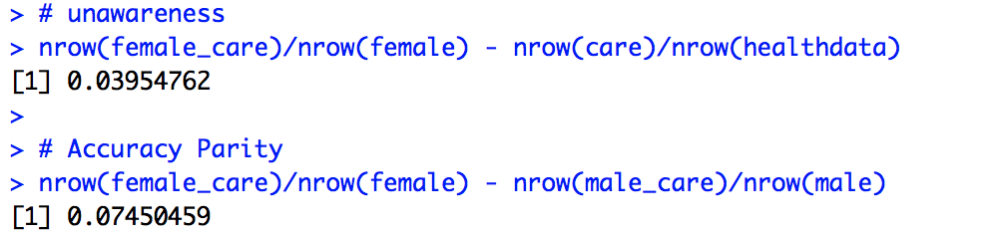 > # unawareness
> nrow(female_care)/nrow(female) - nrow(care)/nrow(healthdata)
[1] 0.03954762
>
> # Accuracy Parity
> nrow(female_care)/nrow(female) - nrow(male_care)/nrow(male)
[1] 0.07450459